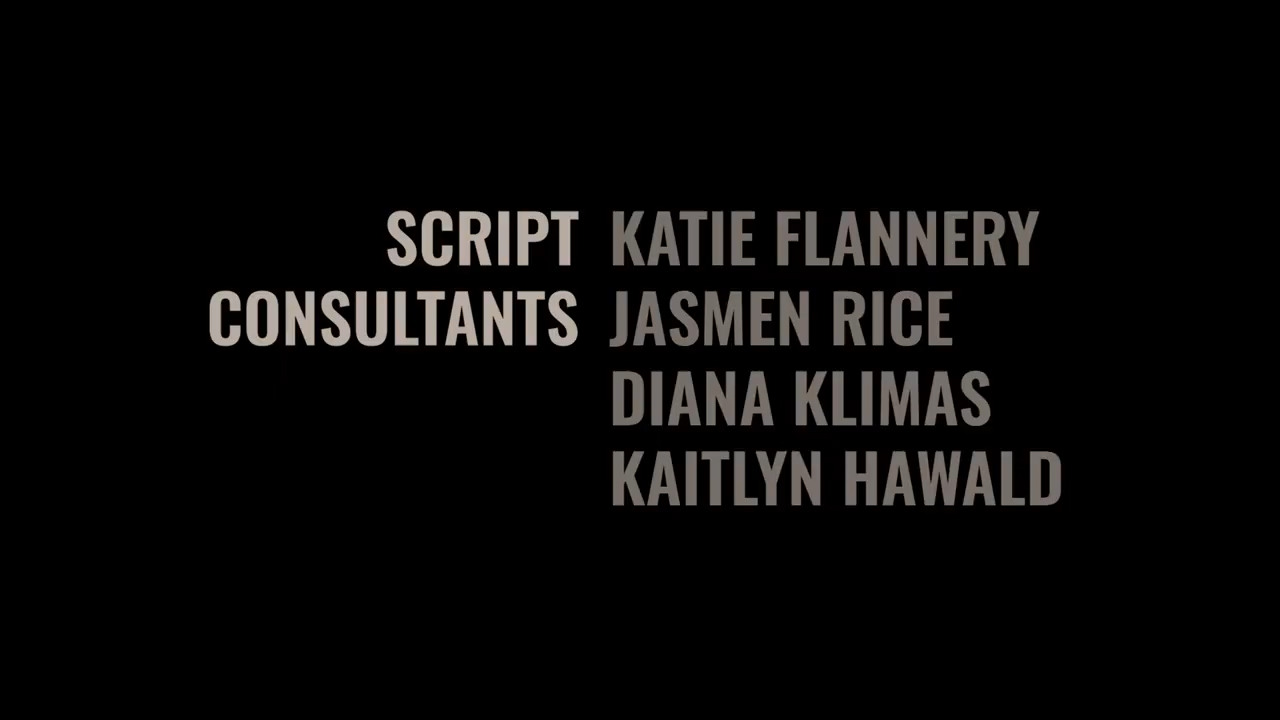 SCRIPT KATIE FLANNERY
CONSULTANTS JASMEN RICE
DIANA KLIMAS
KAITLYN HAWALD